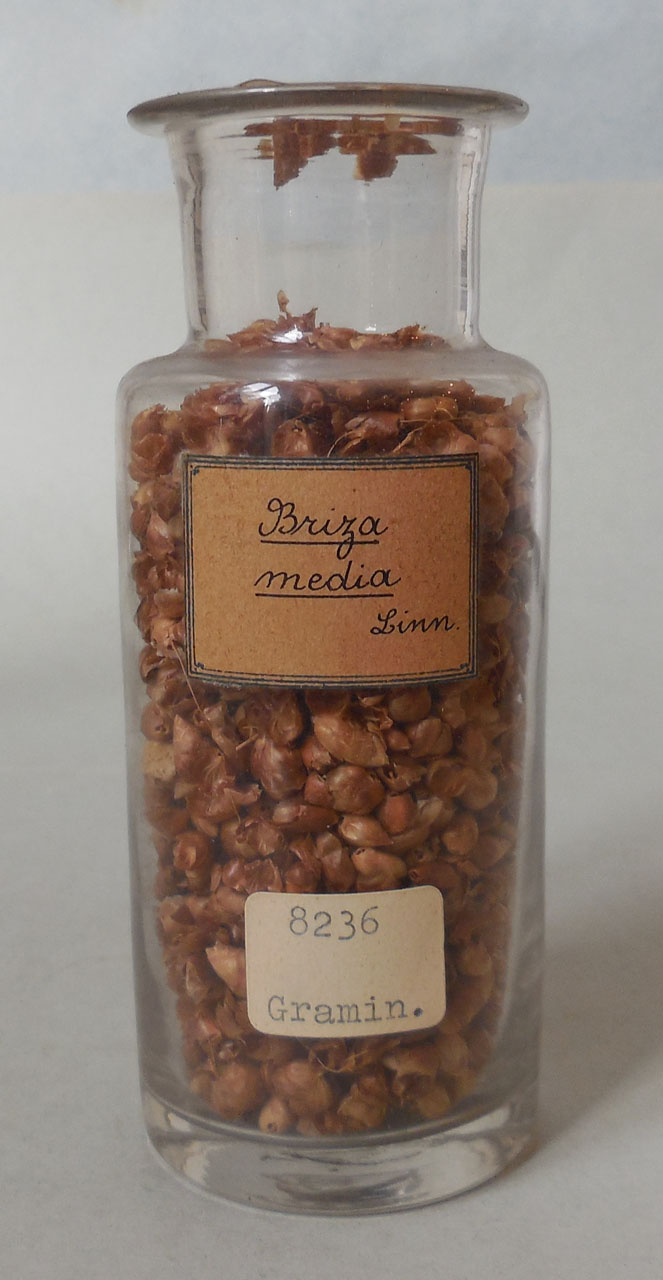 Briza
media
Linn.
8236
Gramin.